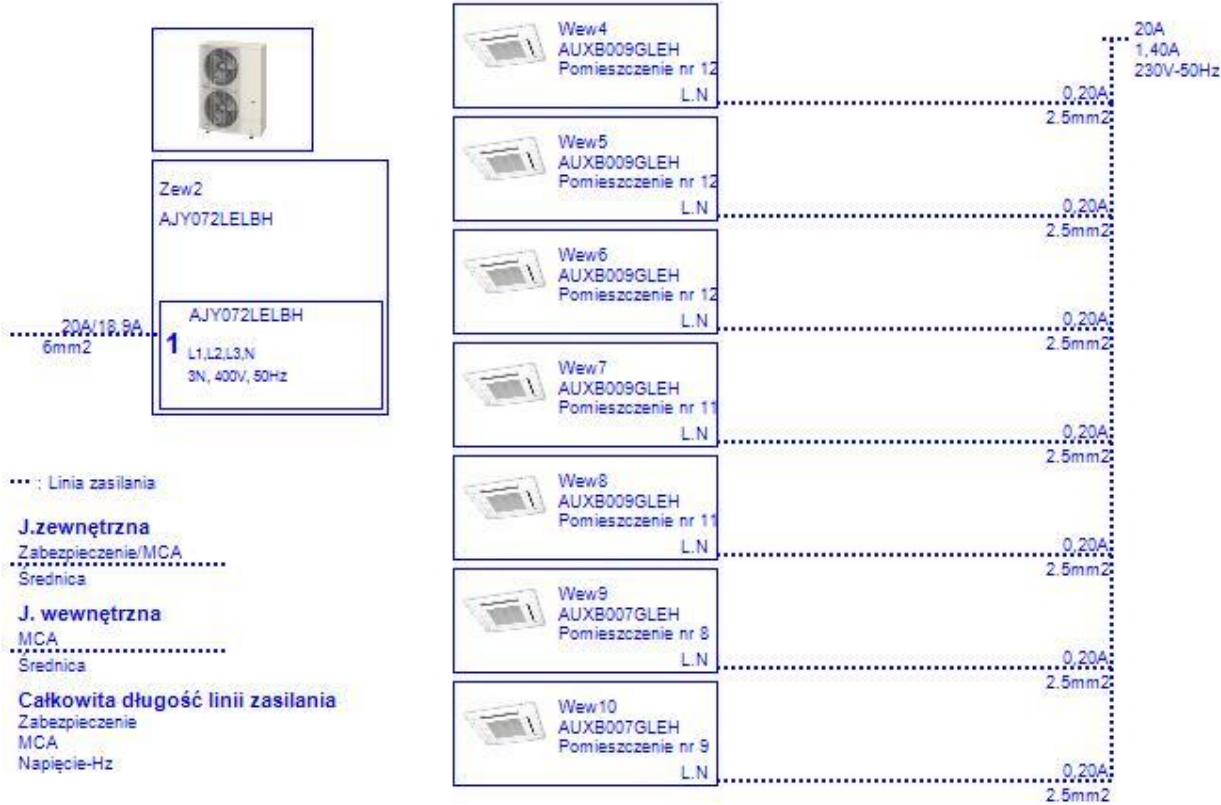 Zew2
AJY072LELBH
AJY072LELBH
1
L1,L2,L3,N
3N, 400V, 50Hz
20A/18.9A
6mm2
: Linia zasilania
J.zewnętrzna
Zabezpieczenie/MCA
Średnica
J. wewnętrzna
MCA
Średnica
Całkowita długość linii zasilania
Zabezpieczenie
MCA
Napięcie-Hz
Wew4
AUXB009GLEH
Pomieszczenie nr 12
L.N
0,20A
2.5mm2
Wew5
AUXB009GLEH
Pomieszczenie nr 12
L.N
0,20A
2.5mm2
Wew6
AUXB009GLEH
Pomieszczenie nr 12
L.N
0,20A
2.5mm2
Wew7
AUXB009GLEH
Pomieszczenie nr 11
L.N
0,20A
2.5mm2
Wew8
AUXB009GLEH
Pomieszczenie nr 11
L.N
0,20A
2.5mm2
Wew9
AUXB007GLEH
Pomieszczenie nr 8
L.N
0,20A
2.5mm2
Wew10
AUXB007GLEH
Pomieszczenie nr 9
L.N
0,20A
2.5mm2
20A
1,40A
230V-50Hz